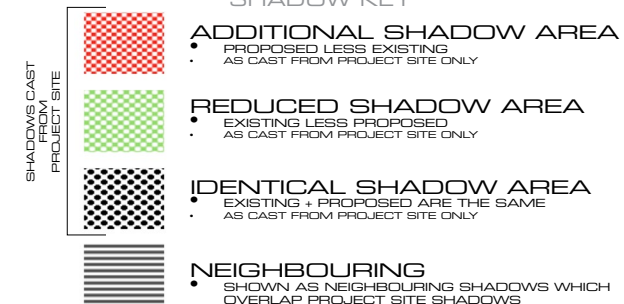 SHADOW KEY
SHADOWS CAST
FROM
PROJECT SITE
ADDITIONAL SHADOW AREA
• PROPOSED LESS EXISTING
• AS CAST FROM PROJECT SITE ONLY
REDUCED SHADOW AREA
• EXISTING LESS PROPOSED
• AS CAST FROM PROJECT SITE ONLY
IDENTICAL SHADOW AREA
• EXISTING + PROPOSED ARE THE SAME
• AS CAST FROM PROJECT SITE ONLY
NEIGHBOURING
• SHOWN AS NEIGHBOURING SHADOWS WHICH
OVERLAP PROJECT SITE SHADOWS